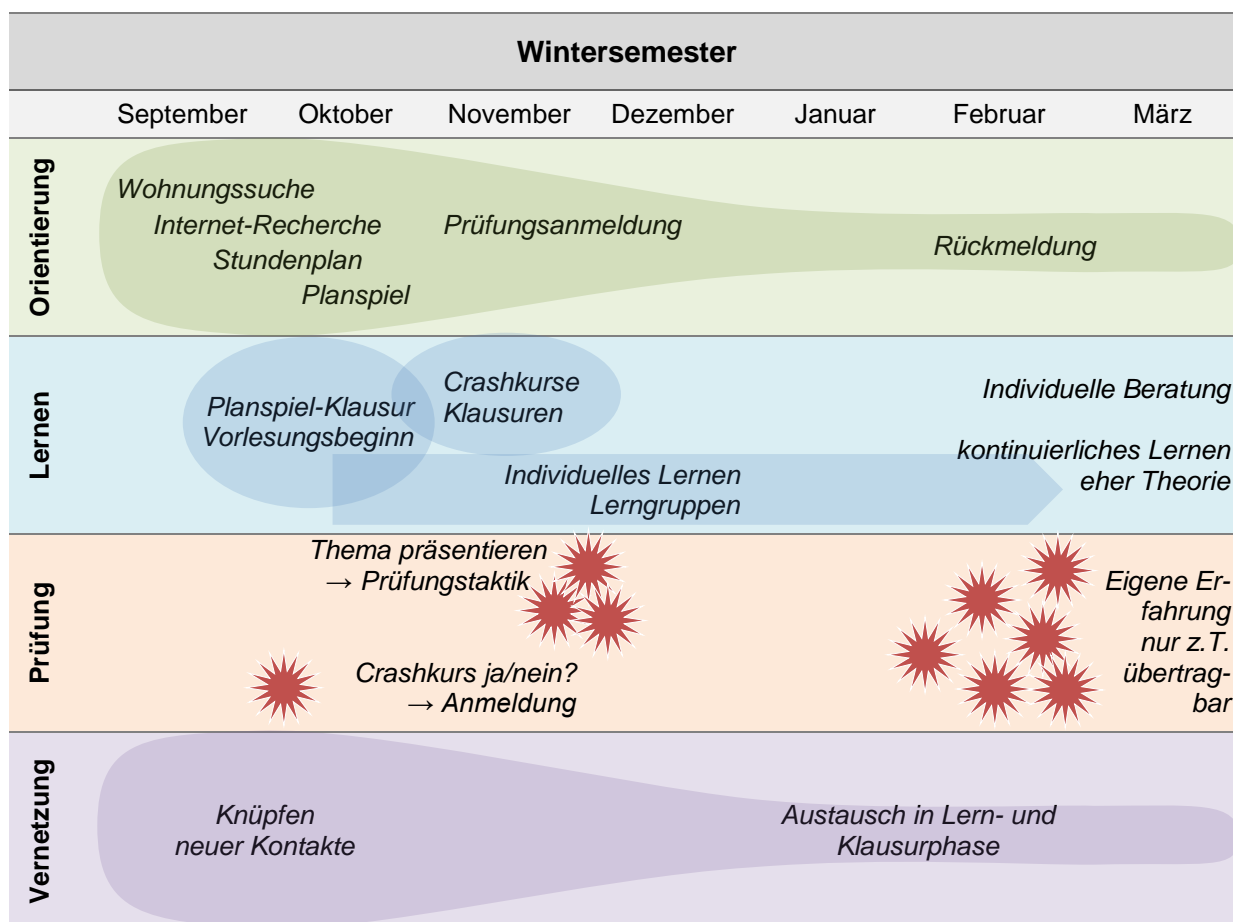 Wintersemester
September Oktober November Dezember Januar Februar März
Orientierung
Wohnungssuche
Internet-Recherche
Stundenplan
Planspiel
Prüfungsanmeldung
Rückmeldung
Lernen
Planspiel-Klausur
Vorlesungsbeginn
Crashkurse
Klausuren
Individuelles Lernen
Lerngruppen
Individuelle Beratung
kontinuierliches Lernen
eher Theorie
Prüfung
Thema präsentieren
→ Prüfungstaktik
Crashkurs ja/nein?
→ Anmeldung
Eigene Er-
fahrung
nur z.T.
übertrag-
bar
Vernetzung
Knüpfen
neuer Kontakte
Austausch in Lern- und
Klausurphase